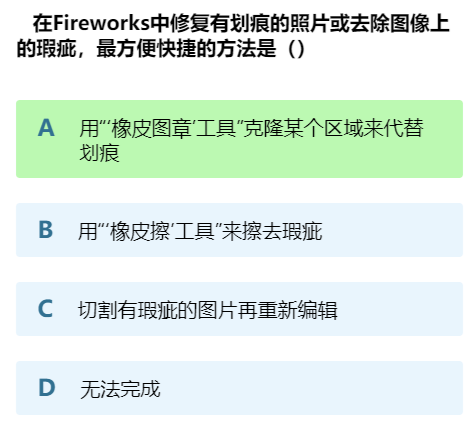 在Fireworks中修复有划痕的照片或去除图像上
的瑕疵，最方便快捷的方法是（）
A 用“‘橡皮图章’工具”克隆某个区域来代替
划痕
B 用“‘橡皮擦’工具”来擦去瑕疵
C 切割有瑕疵的图片再重新编辑
D 无法完成